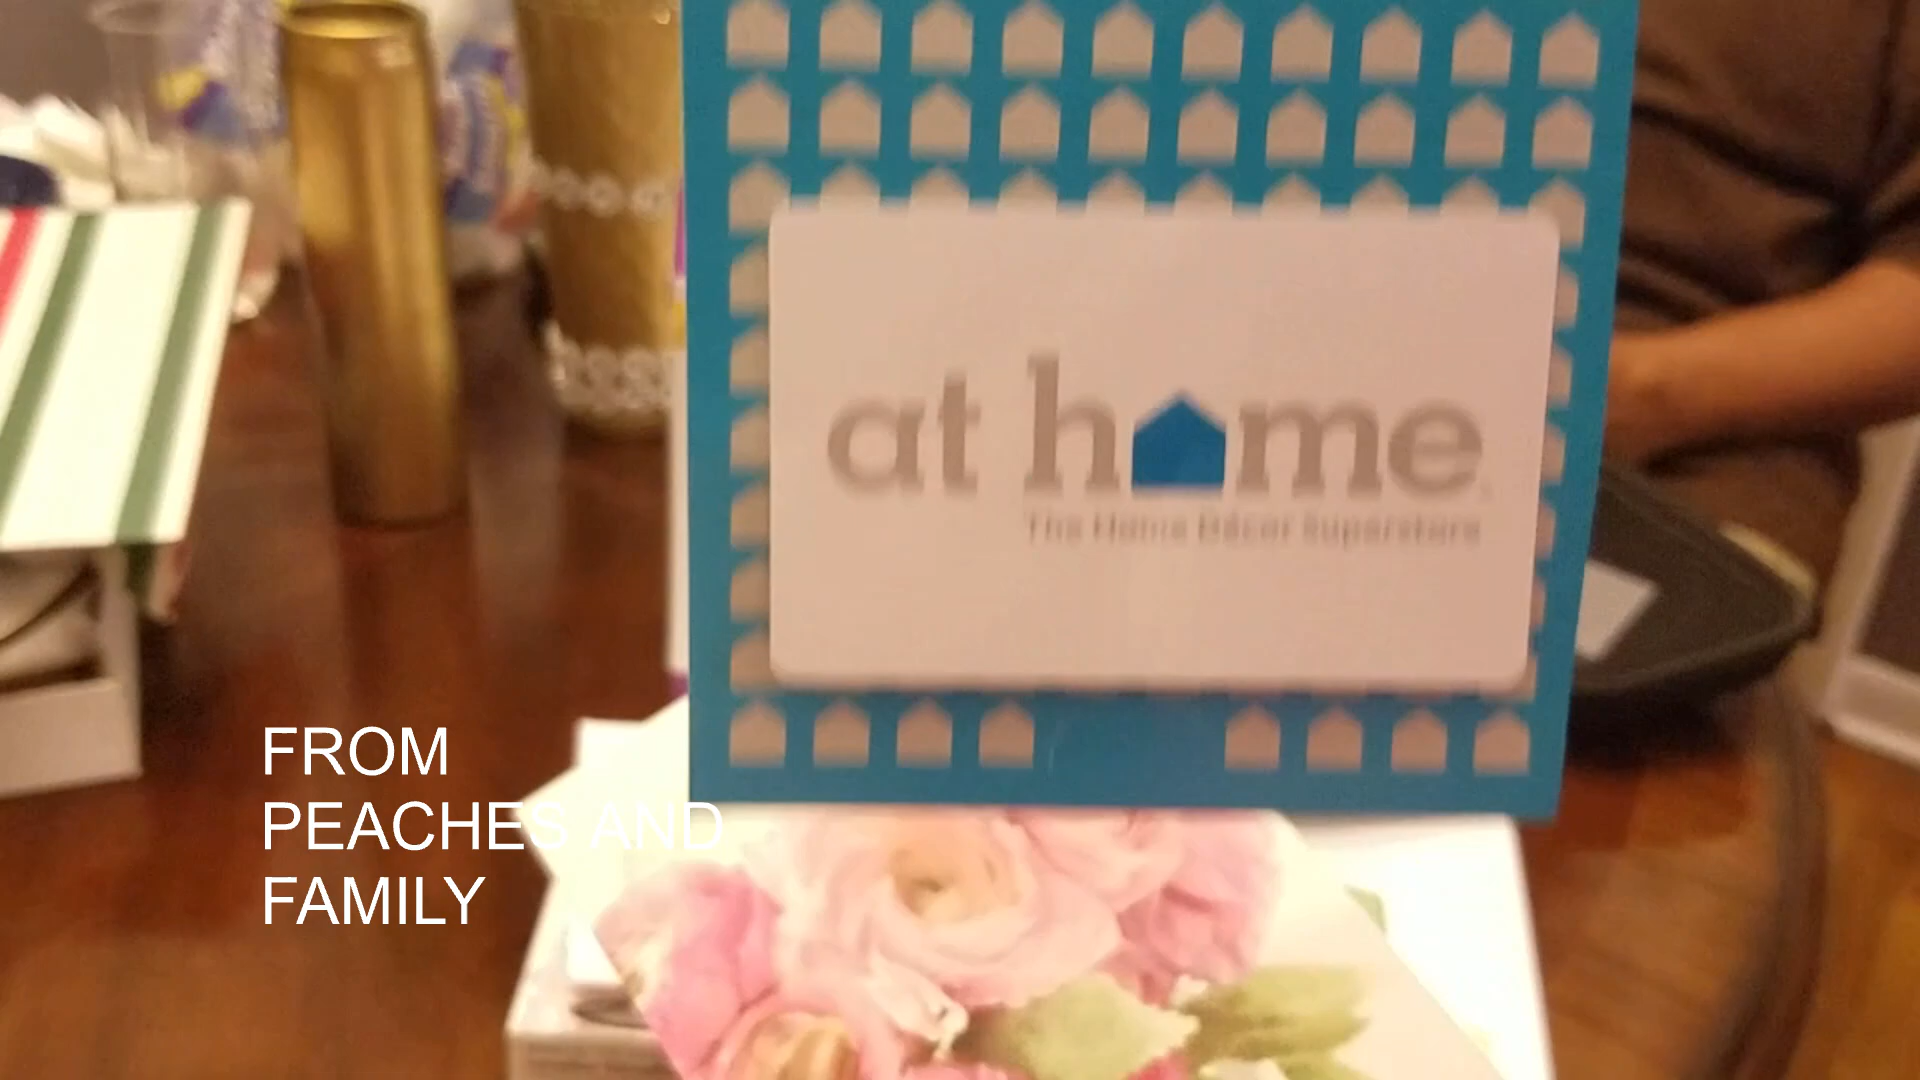 at home
The Home Décor Superstore
FROM
PEACHES AND
FAMILY